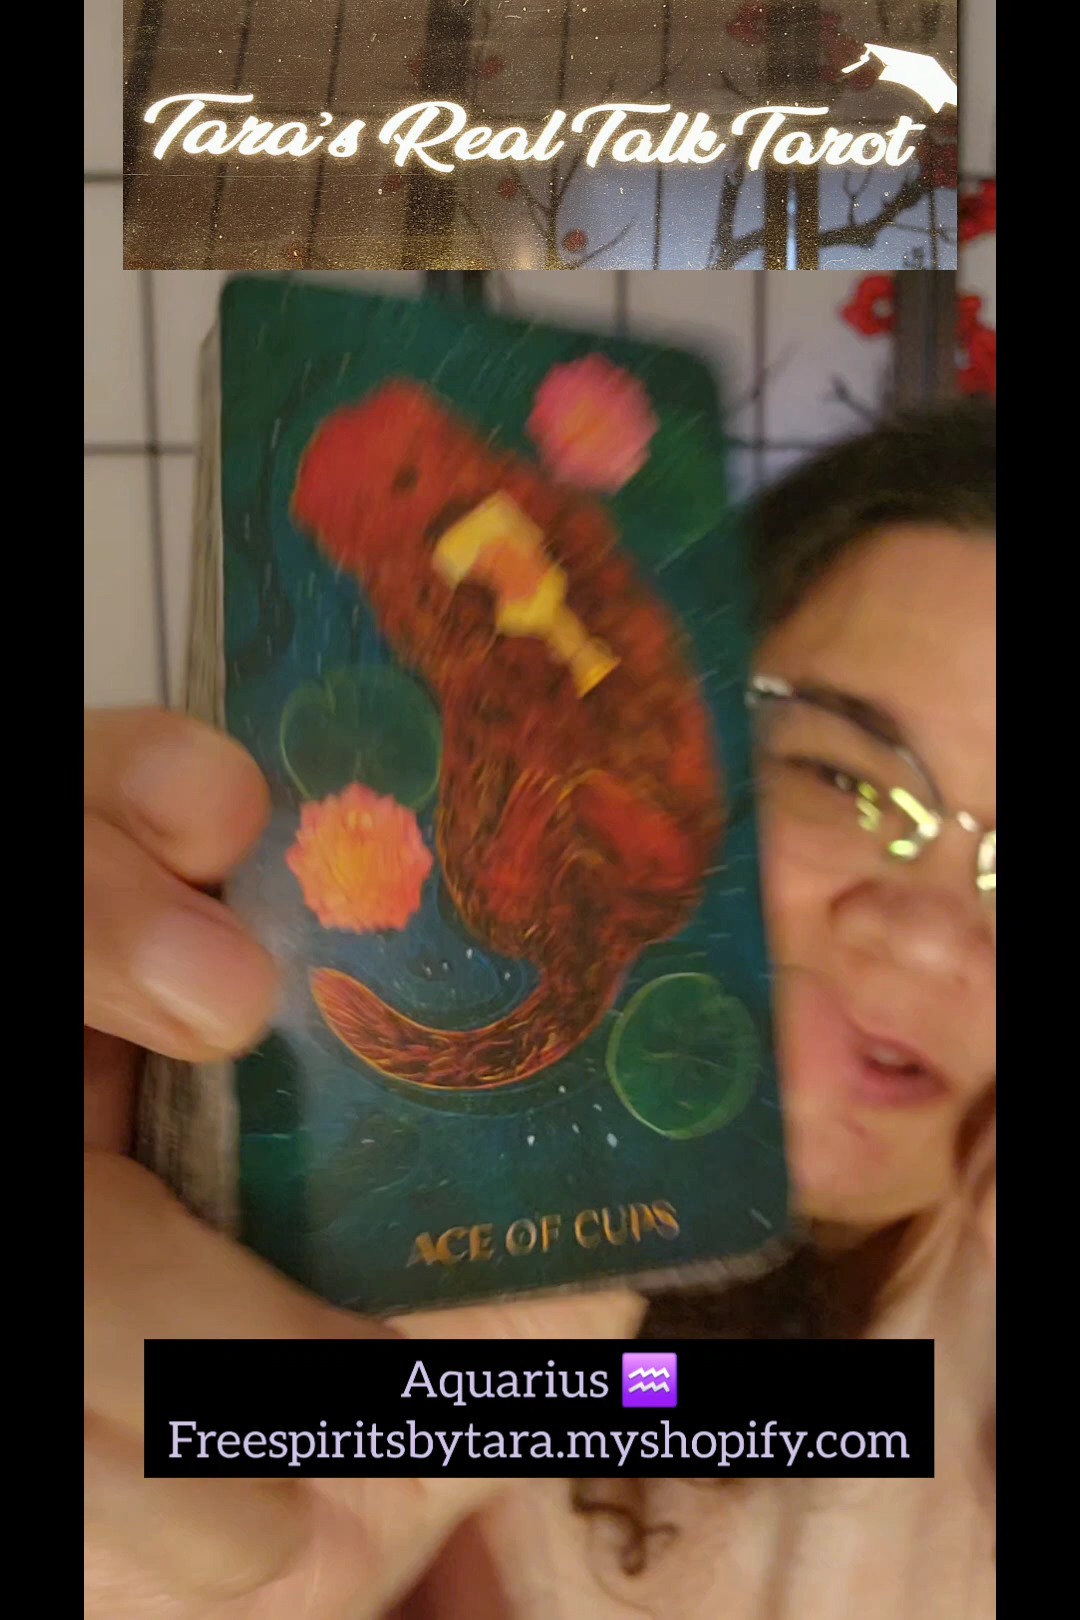 Tara's Real Talk Tarot
ACE OF CUPS
Aquarius ♒
Freespiritsbytara.myshopify.com